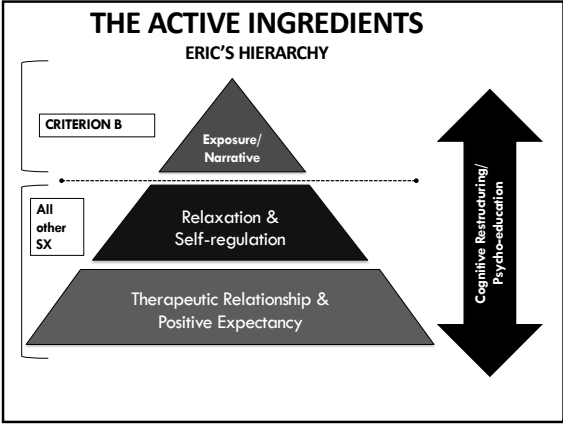 THE ACTIVE INGREDIENTS
ERIC'S HIERARCHY
CRITERION B
Exposure/
Narrative
All
other
SX
Relaxation &
Self-regulation
Therapeutic Relationship &
Positive Expectancy
Cognitive Restructuring/
Psycho-education